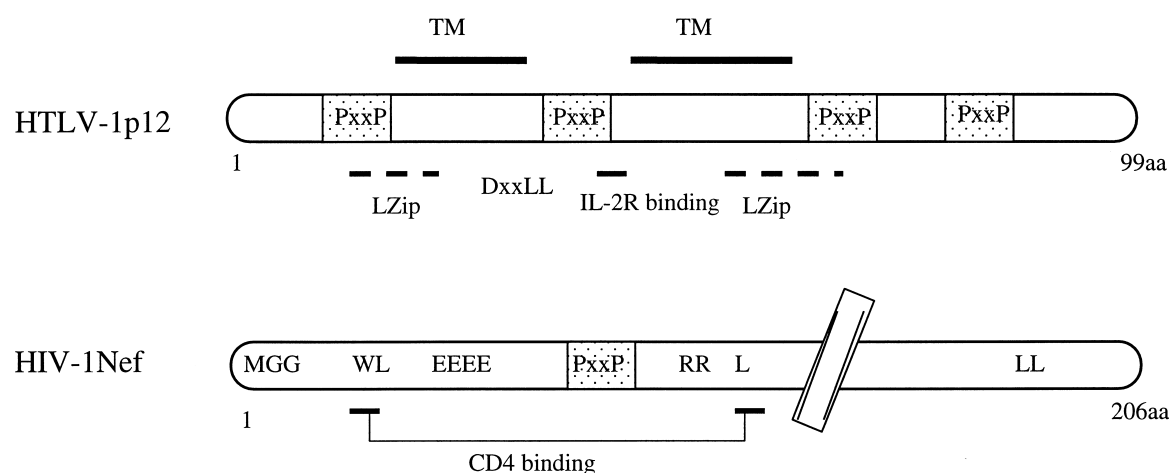 TM TM
HTLV-1p12 PxxP PxxP PxxP PxxP
1 99aa
DxxLL
LZip IL-2R binding LZip
HIV-1Nef MGG WL EEEE PxxP RR L LL
1 206aa
CD4 binding